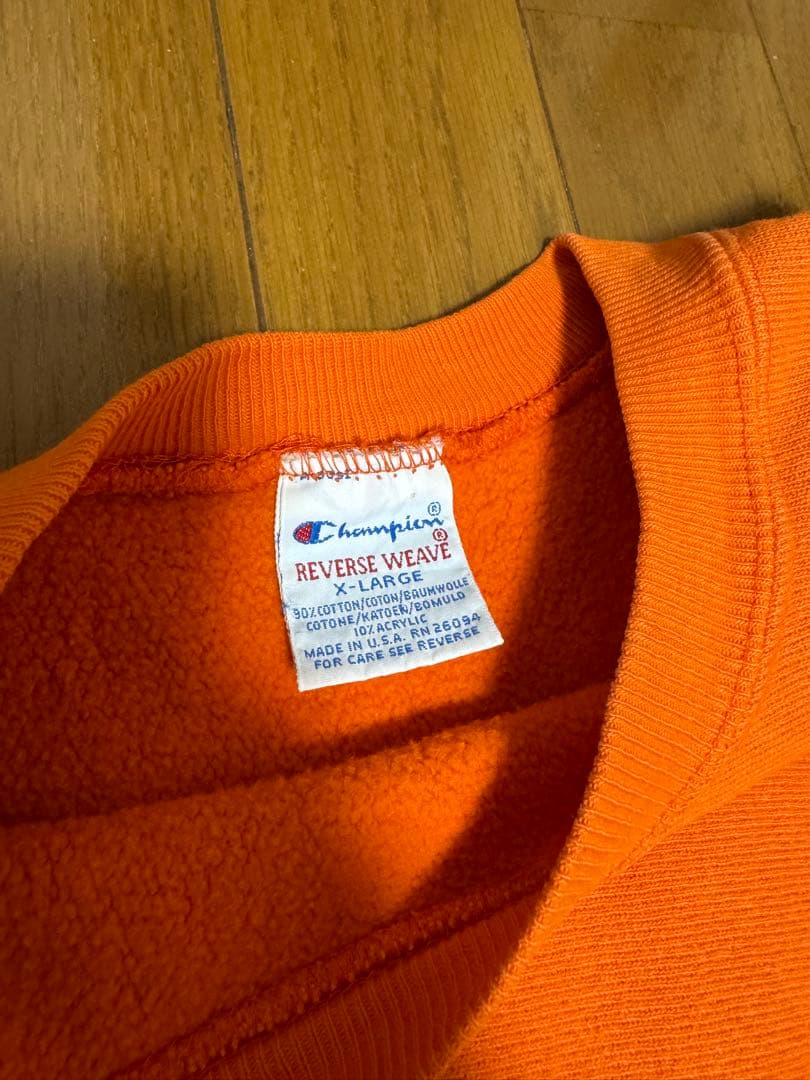 Champion®
REVERSE WEAVE®
X-LARGE
90% COTTON/COTON/BAUMWOLLE
COTONE/KATOEN/BOMULD
10% ACRYLIC
MADE IN U.S.A. RN 26094
FOR CARE SEE REVERSE